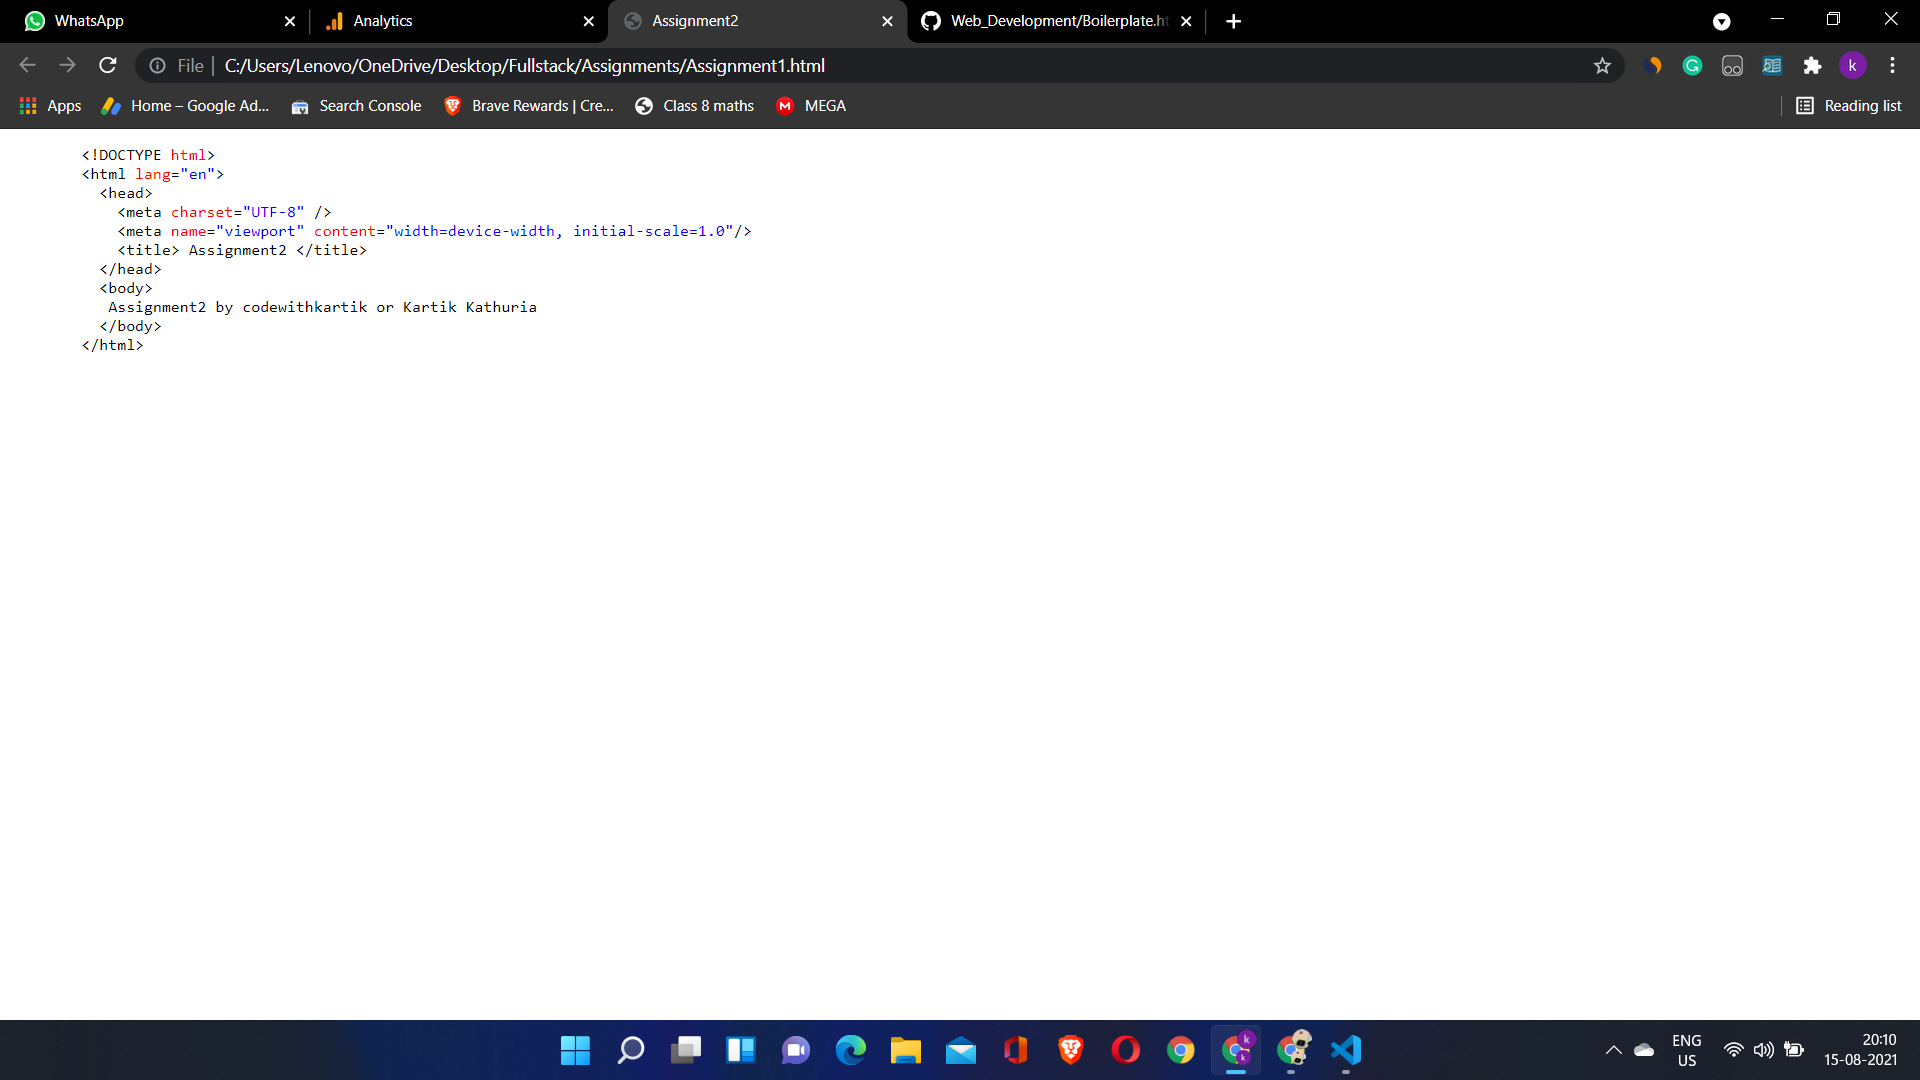 WhatsApp
Analytics
Assignment2
Web_Development/Boilerplate.ht
File | C:/Users/Lenovo/OneDrive/Desktop/Fullstack/Assignments/Assignment1.html
k
Apps
Home – Google Ad...
Search Console
Brave Rewards | Cre...
Class 8 maths
MEGA
Reading list
<!DOCTYPE html>
<html lang="en">
<head>
<meta charset="UTF-8" />
<meta name="viewport" content="width=device-width, initial-scale=1.0"/>
<title> Assignment2 </title>
</head>
<body>
Assignment2 by codewithkartik or Kartik Kathuria
</body>
</html>
ENG
US
20:10
15-08-2021